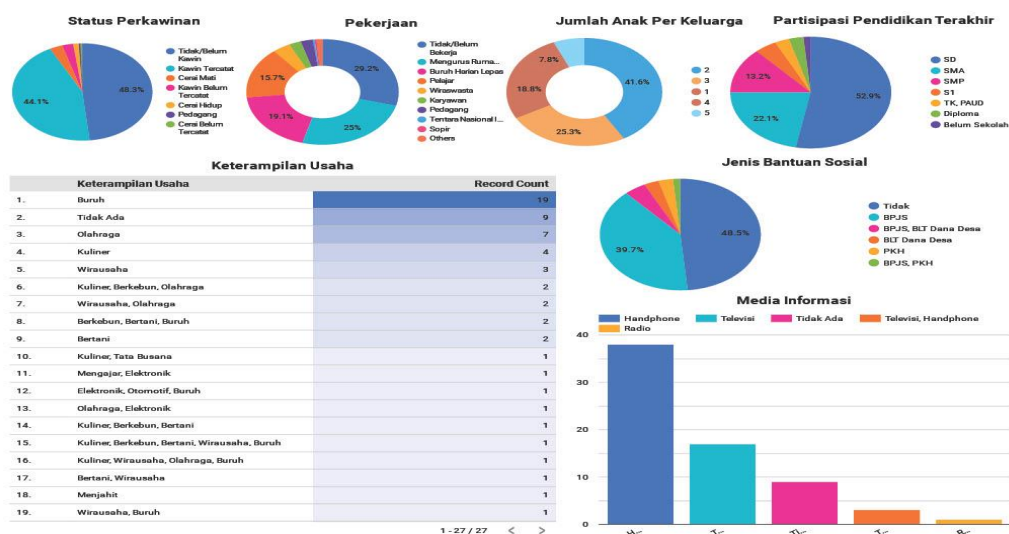 Status Perkawinan
48.3%
44.1%
Tidak/Belum
Kawin
Kawin Tercatat
Cerai Mati
Kawin Belum
Tercatat
Cerai Hidup
Pedagang
Cerai Belum
Tercatat
Pekerjaan
29.2%
25%
19.1%
15.7%
Tidak/Belum
Bekerja
Mengurus Ruma...
Buruh Harian Lepas
Pelajar
Wiraswasta
Karyawan
Pedagang
Tentara Nasional I...
Sopir
Others
Jumlah Anak Per Keluarga
41.6%
25.3%
18.8%
7.8%
2
3
1
4
5
Partisipasi Pendidikan Terakhir
52.9%
22.1%
13.2%
SD
SMA
SMP
S1
TK, PAUD
Diploma
Belum Sekolah
Keterampilan Usaha
Keterampilan Usaha Record Count
1. Buruh 19
2. Tidak Ada 9
3. Olahraga 7
4. Kuliner 4
5. Wirausaha 3
6. Kuliner, Berkebun, Olahraga 2
7. Wirausaha, Olahraga 2
8. Berkebun, Bertani, Buruh 2
9. Bertani 2
10. Kuliner, Tata Busana 1
11. Mengajar, Elektronik 1
12. Elektronik, Otomotif, Buruh 1
13. Olahraga, Elektronik 1
14. Kuliner, Berkebun, Bertani 1
15. Kuliner, Berkebun, Bertani, Wirausaha, Buruh 1
16. Kuliner, Wirausaha, Olahraga, Buruh 1
17. Bertani, Wirausaha 1
18. Menjahit 1
19. Wirausaha, Buruh 1
1 - 27 / 27 < >
Jenis Bantuan Sosial
48.5%
39.7%
Tidak
BPJS
BPJS, BLT Dana Desa
BLT Dana Desa
PKH
BPJS, PKH
Media Informasi
Handphone Televisi Tidak Ada Televisi, Handphone
Radio
40
30
20
10
0
H... T... Ti... T... R...